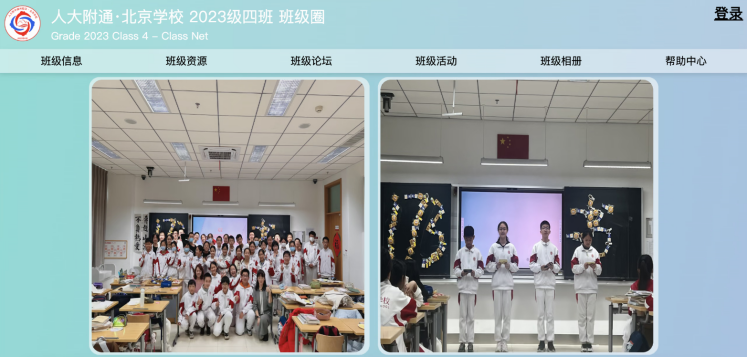 人大附通·北京学校 2023级四班 班级圈
Grade 2023 Class 4 - Class Net
登录
班级信息 班级资源 班级论坛 班级活动 班级相册 帮助中心